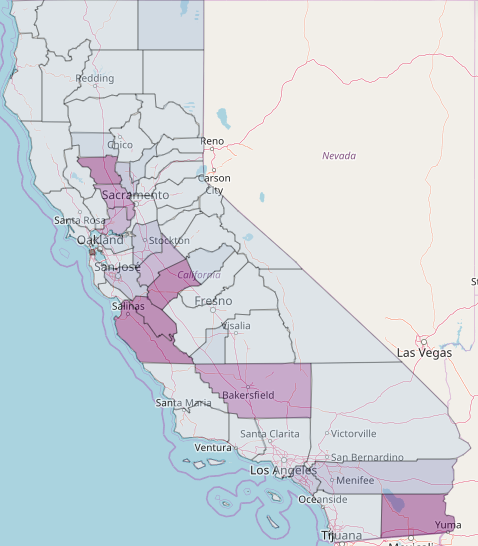 Redding
Chico
Reno
Nevada
Carson
City
Sacramento
Santa Rosa
Oakland
Stockton
San Jose
California
Salinas
Fresno
Visalia
Las Vegas
Bakersfield
Santa Maria
Santa Clarita
Victorville
Ventura
San Bernardino
Los Angeles
Menifee
Oceanside
Yuma
Tijuana